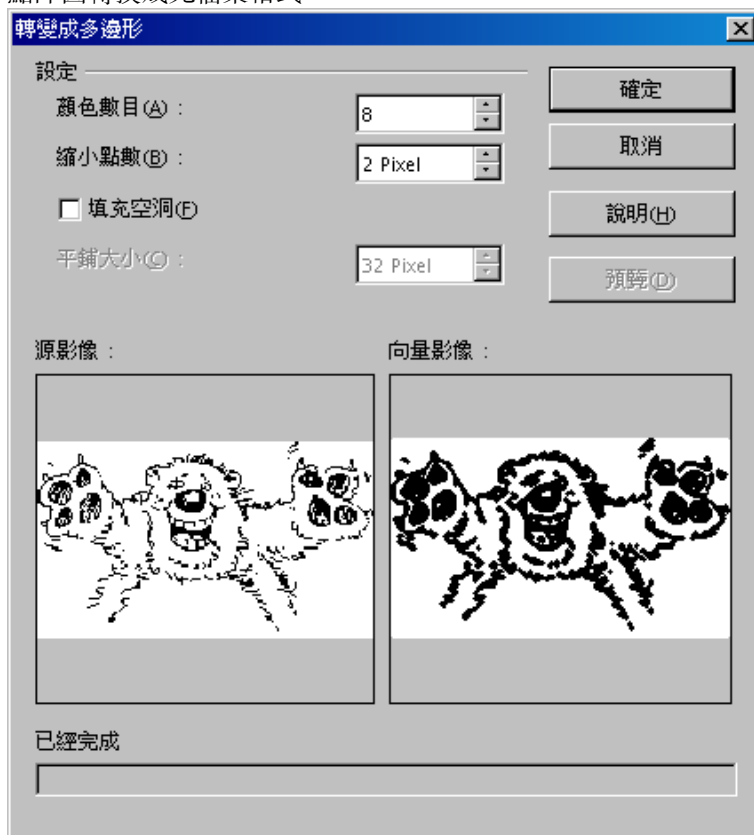 轉變成多邊形
設定
顏色數目(A)：
8
縮小點數(B)：
2 Pixel
填充空洞(F)
平鋪大小(C)：
32 Pixel
確定
取消
說明(H)
預覽(D)
源影像：
向量影像：
已經完成